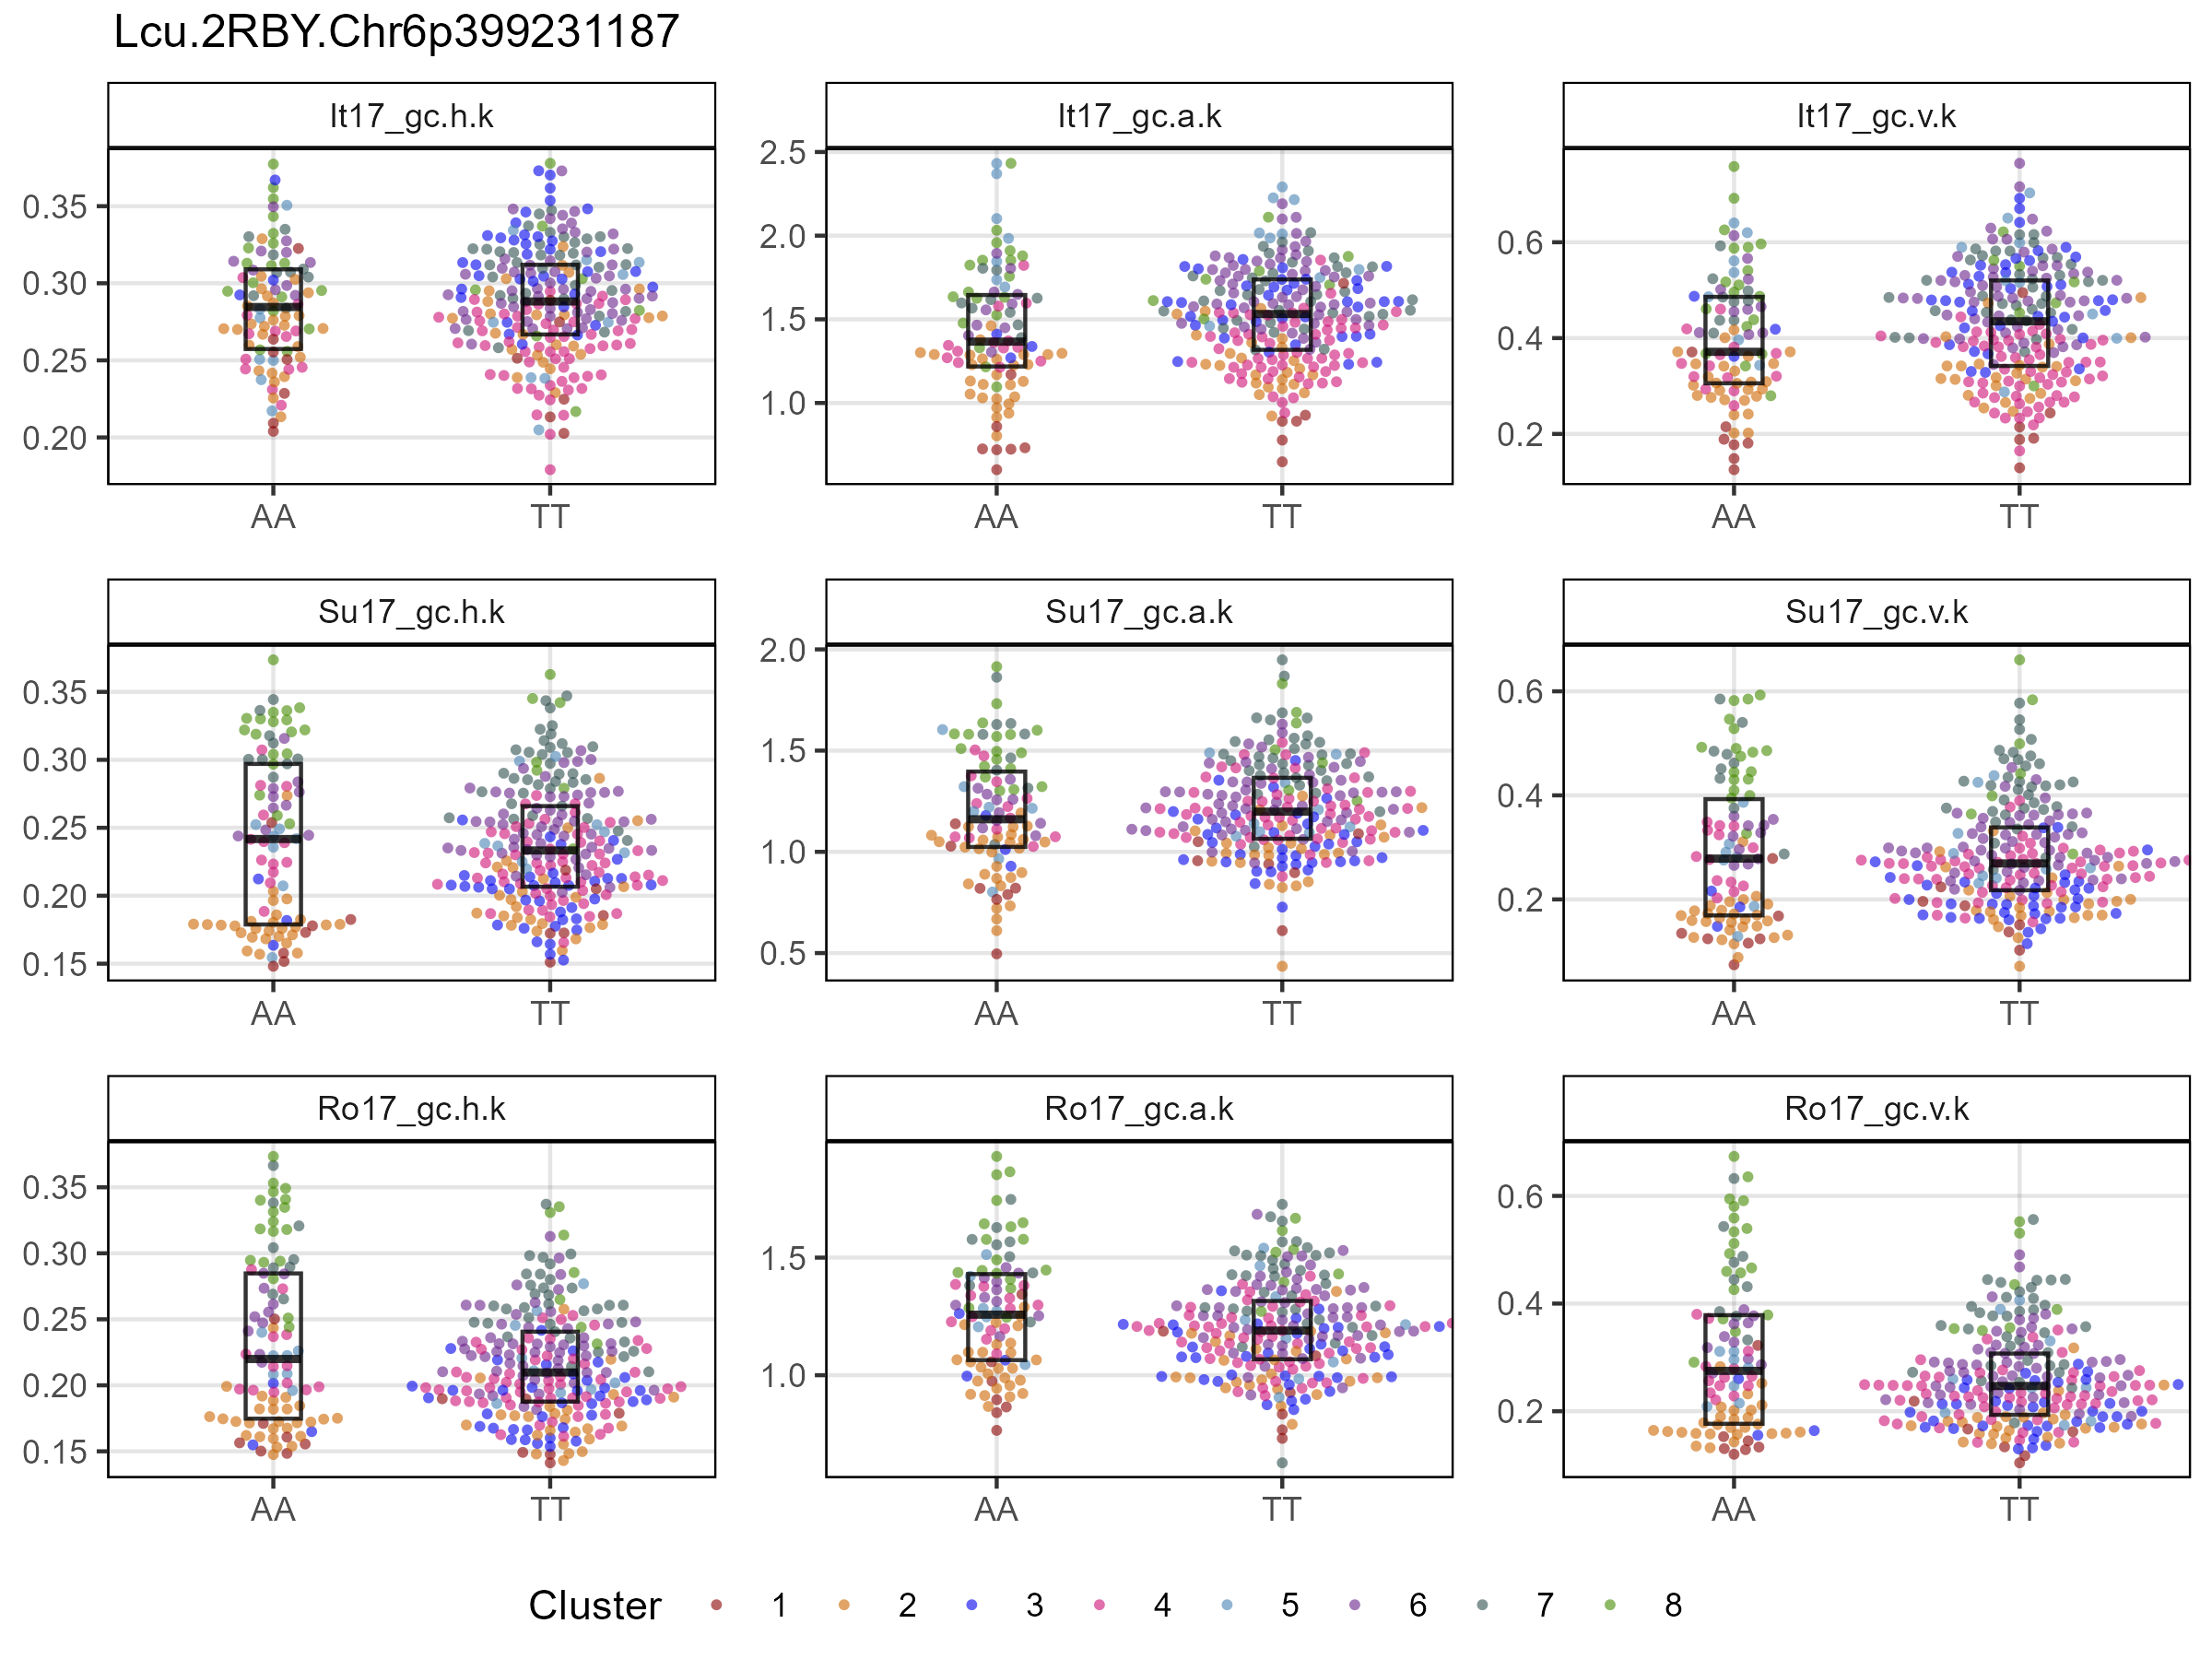 Lcu.2RBY.Chr6p399231187
It17_gc.h.k
It17_gc.a.k
It17_gc.v.k
0.35
0.30
0.25
0.20
2.5
2.0
1.5
1.0
0.6
0.4
0.2
AA
TT
AA
TT
AA
TT
Su17_gc.h.k
Su17_gc.a.k
Su17_gc.v.k
0.35
0.30
0.25
0.20
0.15
2.0
1.5
1.0
0.5
0.6
0.4
0.2
AA
TT
AA
TT
AA
TT
Ro17_gc.h.k
Ro17_gc.a.k
Ro17_gc.v.k
0.35
0.30
0.25
0.20
0.15
1.5
1.0
0.6
0.4
0.2
AA
TT
AA
TT
AA
TT
Cluster 1 2 3 4 5 6 7 8